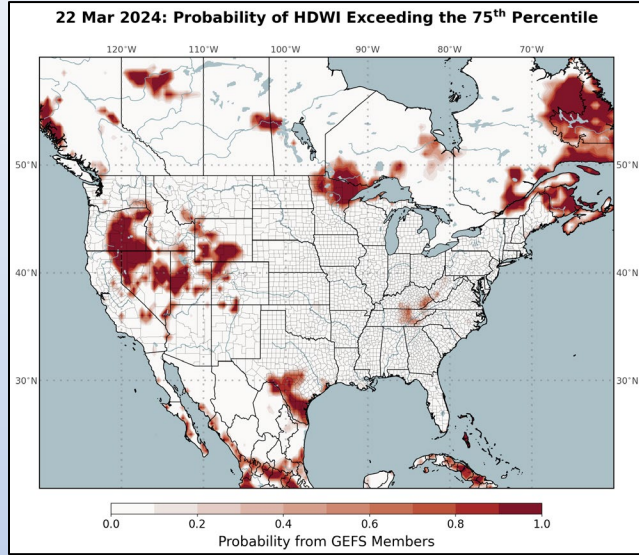 22 Mar 2024: Probability of HDWI Exceeding the 75th Percentile
120°W 110°W 100°W 90°W 80°W 70°W
50°N 50°N
40°N 40°N
30°N 30°N
0.0 0.2 0.4 0.6 0.8 1.0
Probability from GEFS Members